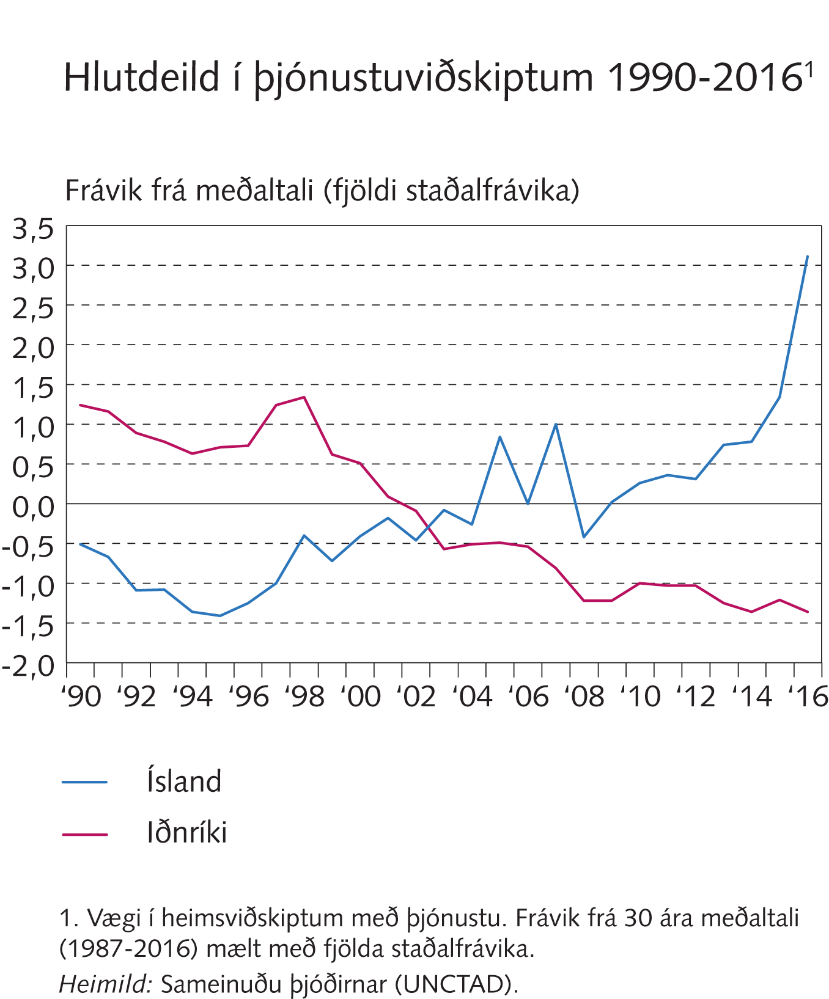 Hlutdeild í þjónustuviðskiptum 1990-2016¹
Frávik frá meðaltali (fjöldi staðalfrávika)
3,5
3,0
2,5
2,0
1,5
1,0
0,5
0,0
-0,5
-1,0
-1,5
-2,0
‘90 ‘92 ‘94 ‘96 ‘98 ‘00 ‘02 ‘04 ‘06 ‘08 ‘10 ‘12 ‘14 ‘16
Ísland
Iðnríki
1. Vægi í heimsviðskiptum með þjónustu. Frávik frá 30 ára meðaltali
(1987-2016) mælt með fjölda staðalfrávika.
Heimild: Sameinuðu þjóðirnar (UNCTAD).